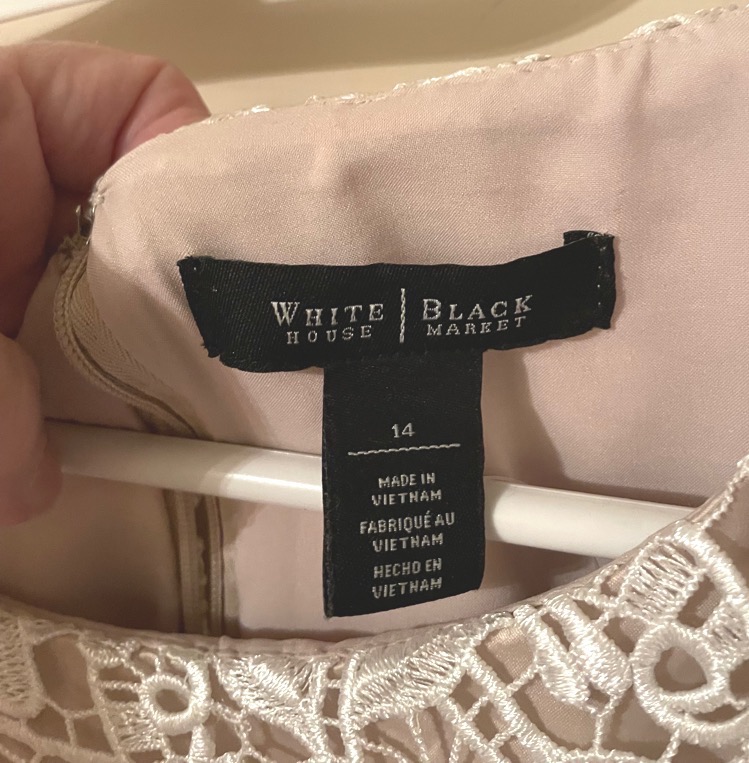 WHITE | BLACK
HOUSE MARKET
14
MADE IN
VIETNAM
FABRIQUÉ AU
VIETNAM
HECHO EN
VIETNAM